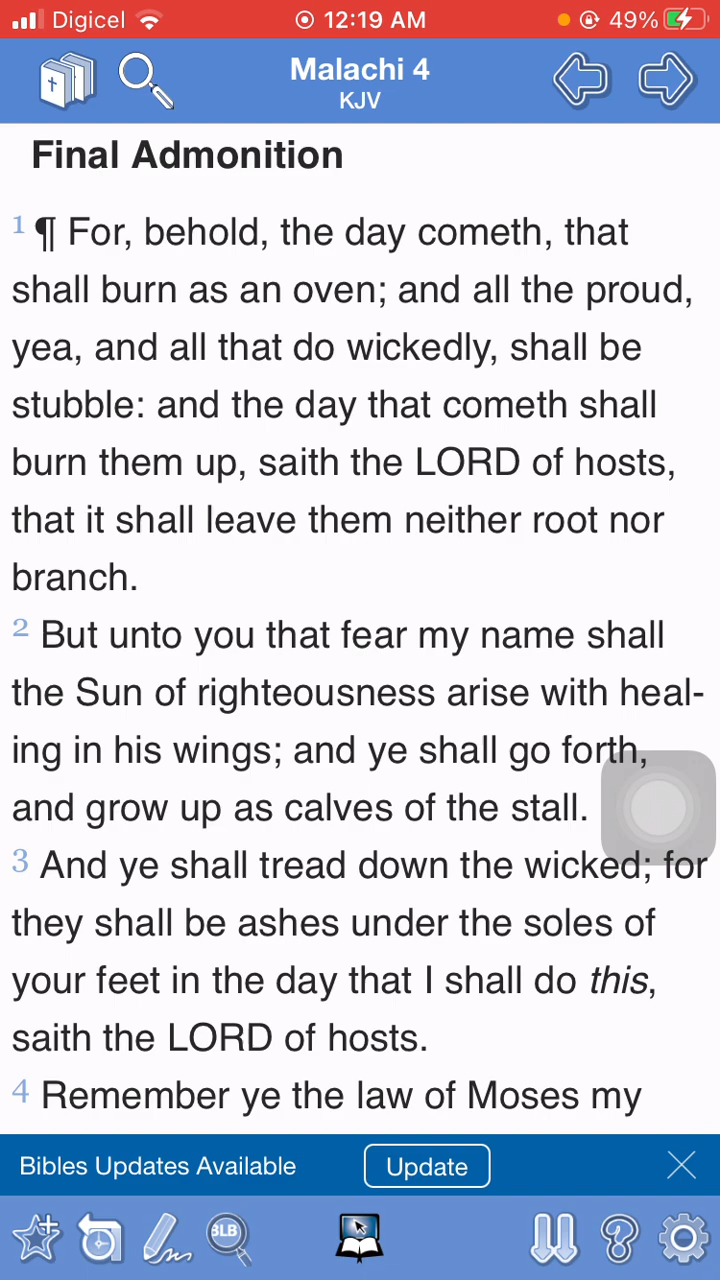 Digicel 12:19 AM 49%
Malachi 4
KJV
Final Admonition
1 ¶ For, behold, the day cometh, that
shall burn as an oven; and all the proud,
yea, and all that do wickedly, shall be
stubble: and the day that cometh shall
burn them up, saith the LORD of hosts,
that it shall leave them neither root nor
branch.
2 But unto you that fear my name shall
the Sun of righteousness arise with heal-
ing in his wings; and ye shall go forth,
and grow up as calves of the stall.
3 And ye shall tread down the wicked; for
they shall be ashes under the soles of
your feet in the day that I shall do this,
saith the LORD of hosts.
4 Remember ye the law of Moses my
Bibles Updates Available Update
BLB